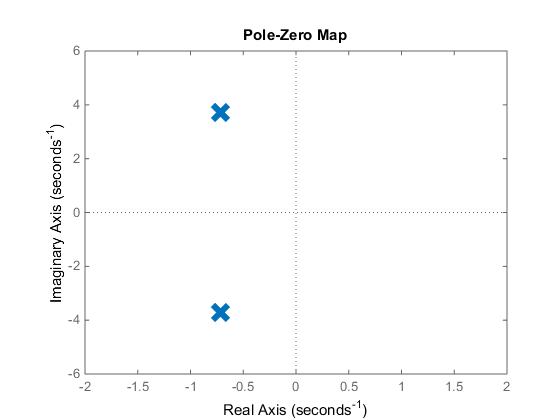 Pole-Zero Map
6
4
2
0
-2
-4
-6
Imaginary Axis (seconds⁻¹)
-2 -1.5 -1 -0.5 0 0.5 1 1.5 2
Real Axis (seconds⁻¹)